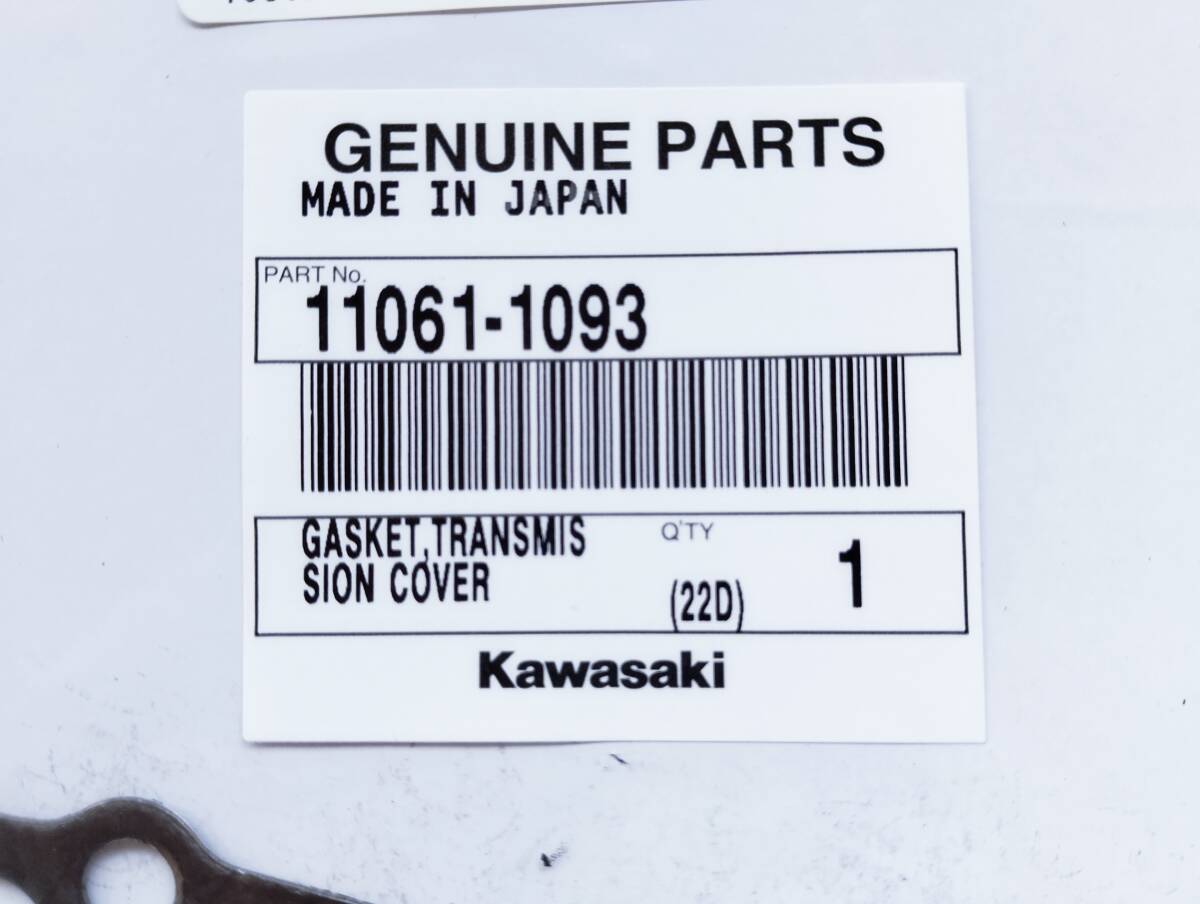 GENUINE PARTS
MADE IN JAPAN
PART No.
11061-1093
GASKET,TRANSMIS
SION COVER
Q'TY
(22D)
1
Kawasaki